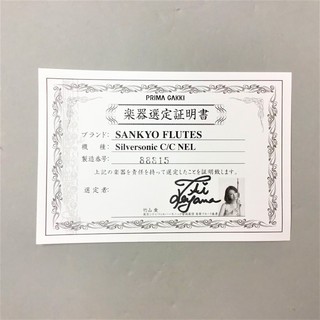 PRIMA GAKKI
楽器選定証明書
ブランド: SANKYO FLUTES
機 種: Silversonic C/C NEL
製造番号: 88515
上記の楽器を責任を持って選定したことを証明致します。
選定者: